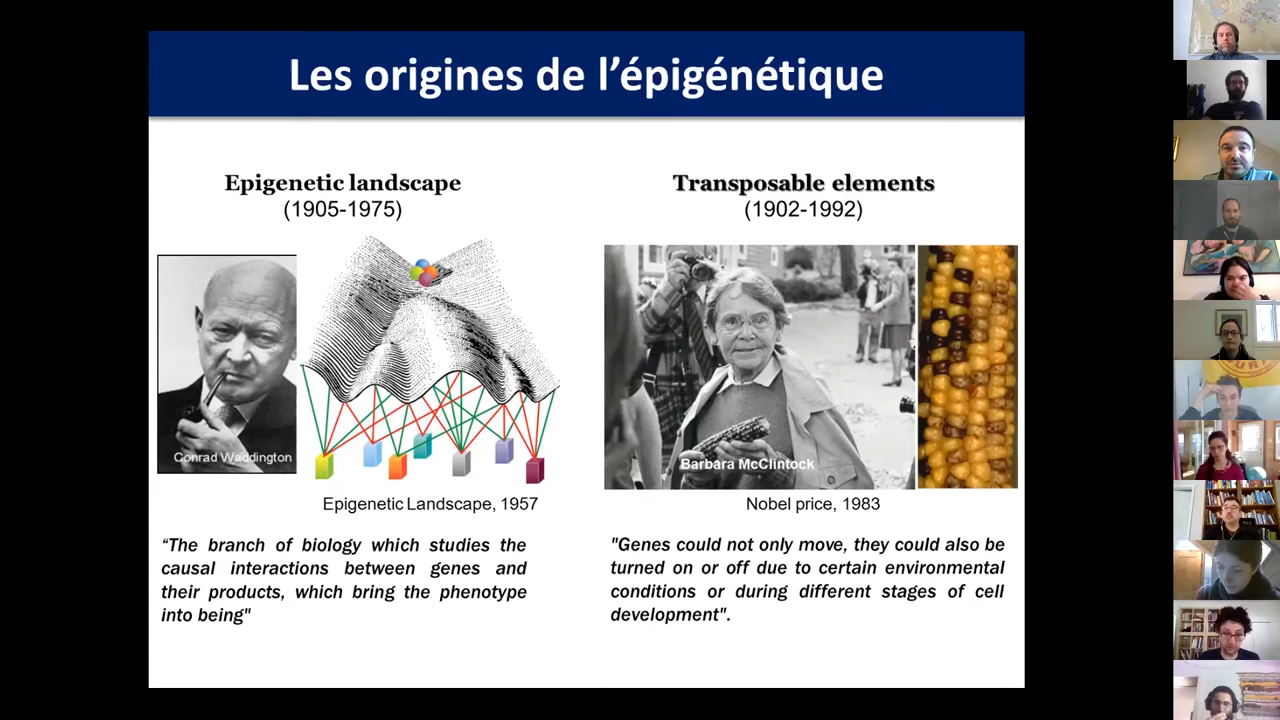 Les origines de l’épigénétique
Epigenetic landscape
(1905-1975)
Conrad Waddington
Epigenetic Landscape, 1957
“The branch of biology which studies the
causal interactions between genes and
their products, which bring the phenotype
into being"
Transposable elements
(1902-1992)
Barbara McClintock
Nobel price, 1983
"Genes could not only move, they could also be
turned on or off due to certain environmental
conditions or during different stages of cell
development".